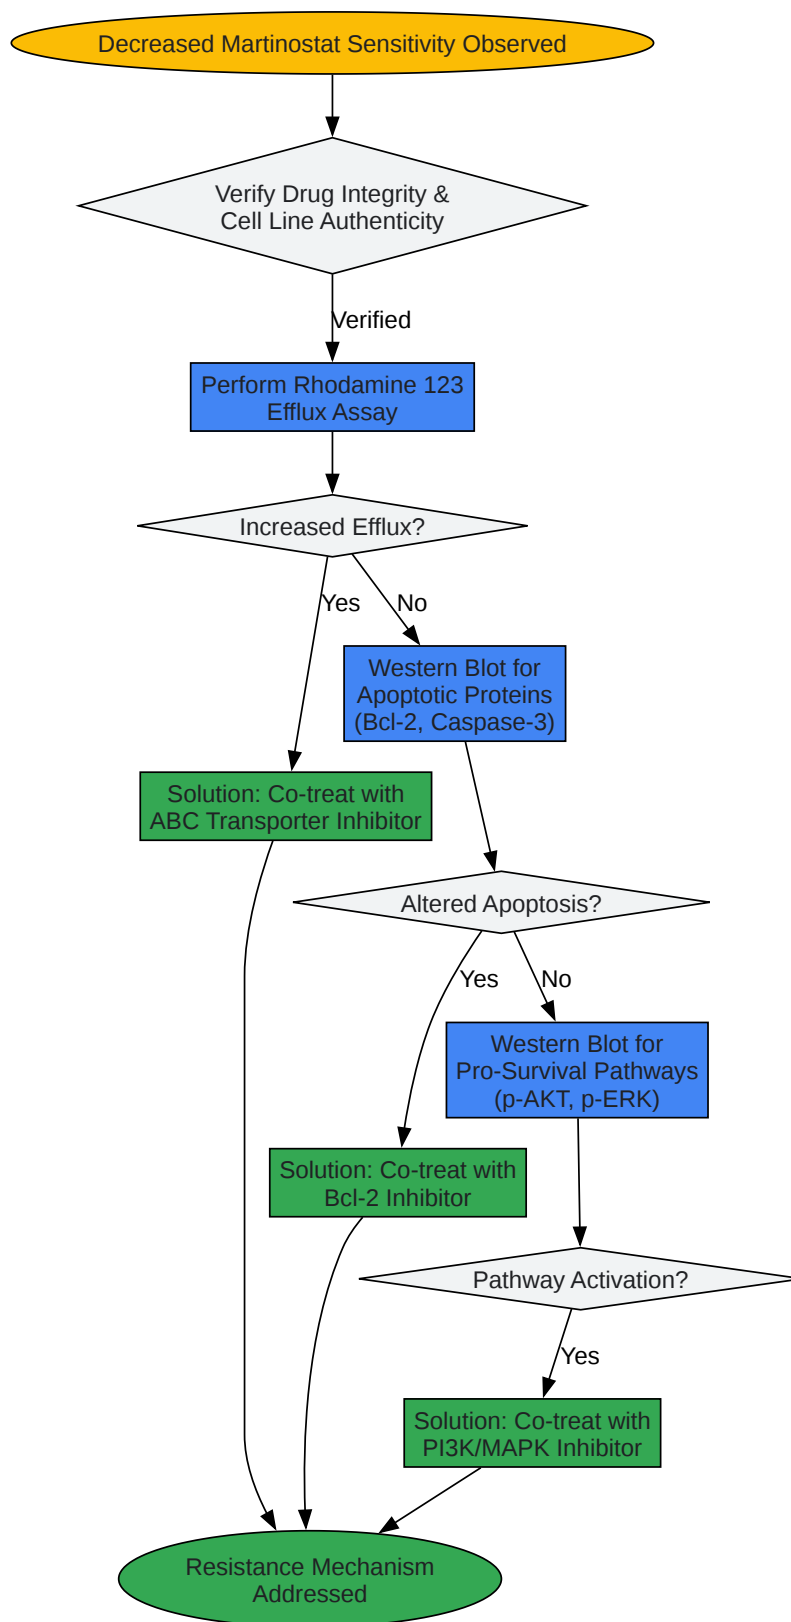 Decreased Martinostat Sensitivity Observed
Verify Drug Integrity &
Cell Line Authenticity
Verified
Perform Rhodamine 123
Efflux Assay
Increased Efflux?
Yes
No
Western Blot for
Apoptotic Proteins
(Bcl-2, Caspase-3)
Solution: Co-treat with
ABC Transporter Inhibitor
Altered Apoptosis?
Yes
No
Western Blot for
Pro-Survival Pathways
(p-AKT, p-ERK)
Solution: Co-treat with
Bcl-2 Inhibitor
Pathway Activation?
Yes
Solution: Co-treat with
PI3K/MAPK Inhibitor
Resistance Mechanism
Addressed